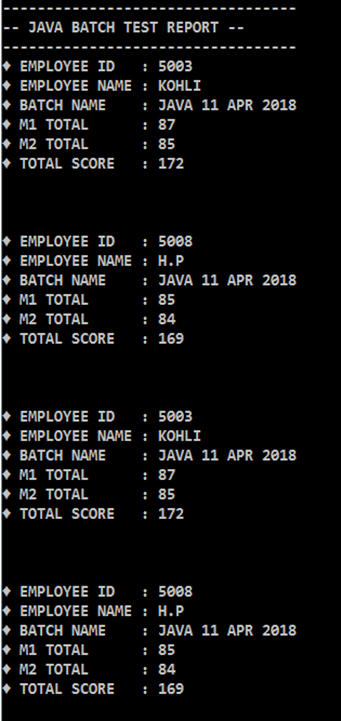 ----------------------------------
-- JAVA BATCH TEST REPORT --
----------------------------------
♦ EMPLOYEE ID   : 5003
♦ EMPLOYEE NAME : KOHLI
♦ BATCH NAME    : JAVA 11 APR 2018
♦ M1 TOTAL      : 87
♦ M2 TOTAL      : 85
♦ TOTAL SCORE   : 172
♦ EMPLOYEE ID   : 5008
♦ EMPLOYEE NAME : H.P
♦ BATCH NAME    : JAVA 11 APR 2018
♦ M1 TOTAL      : 85
♦ M2 TOTAL      : 84
♦ TOTAL SCORE   : 169
♦ EMPLOYEE ID   : 5003
♦ EMPLOYEE NAME : KOHLI
♦ BATCH NAME    : JAVA 11 APR 2018
♦ M1 TOTAL      : 87
♦ M2 TOTAL      : 85
♦ TOTAL SCORE   : 172
♦ EMPLOYEE ID   : 5008
♦ EMPLOYEE NAME : H.P
♦ BATCH NAME    : JAVA 11 APR 2018
♦ M1 TOTAL      : 85
♦ M2 TOTAL      : 84
♦ TOTAL SCORE   : 169